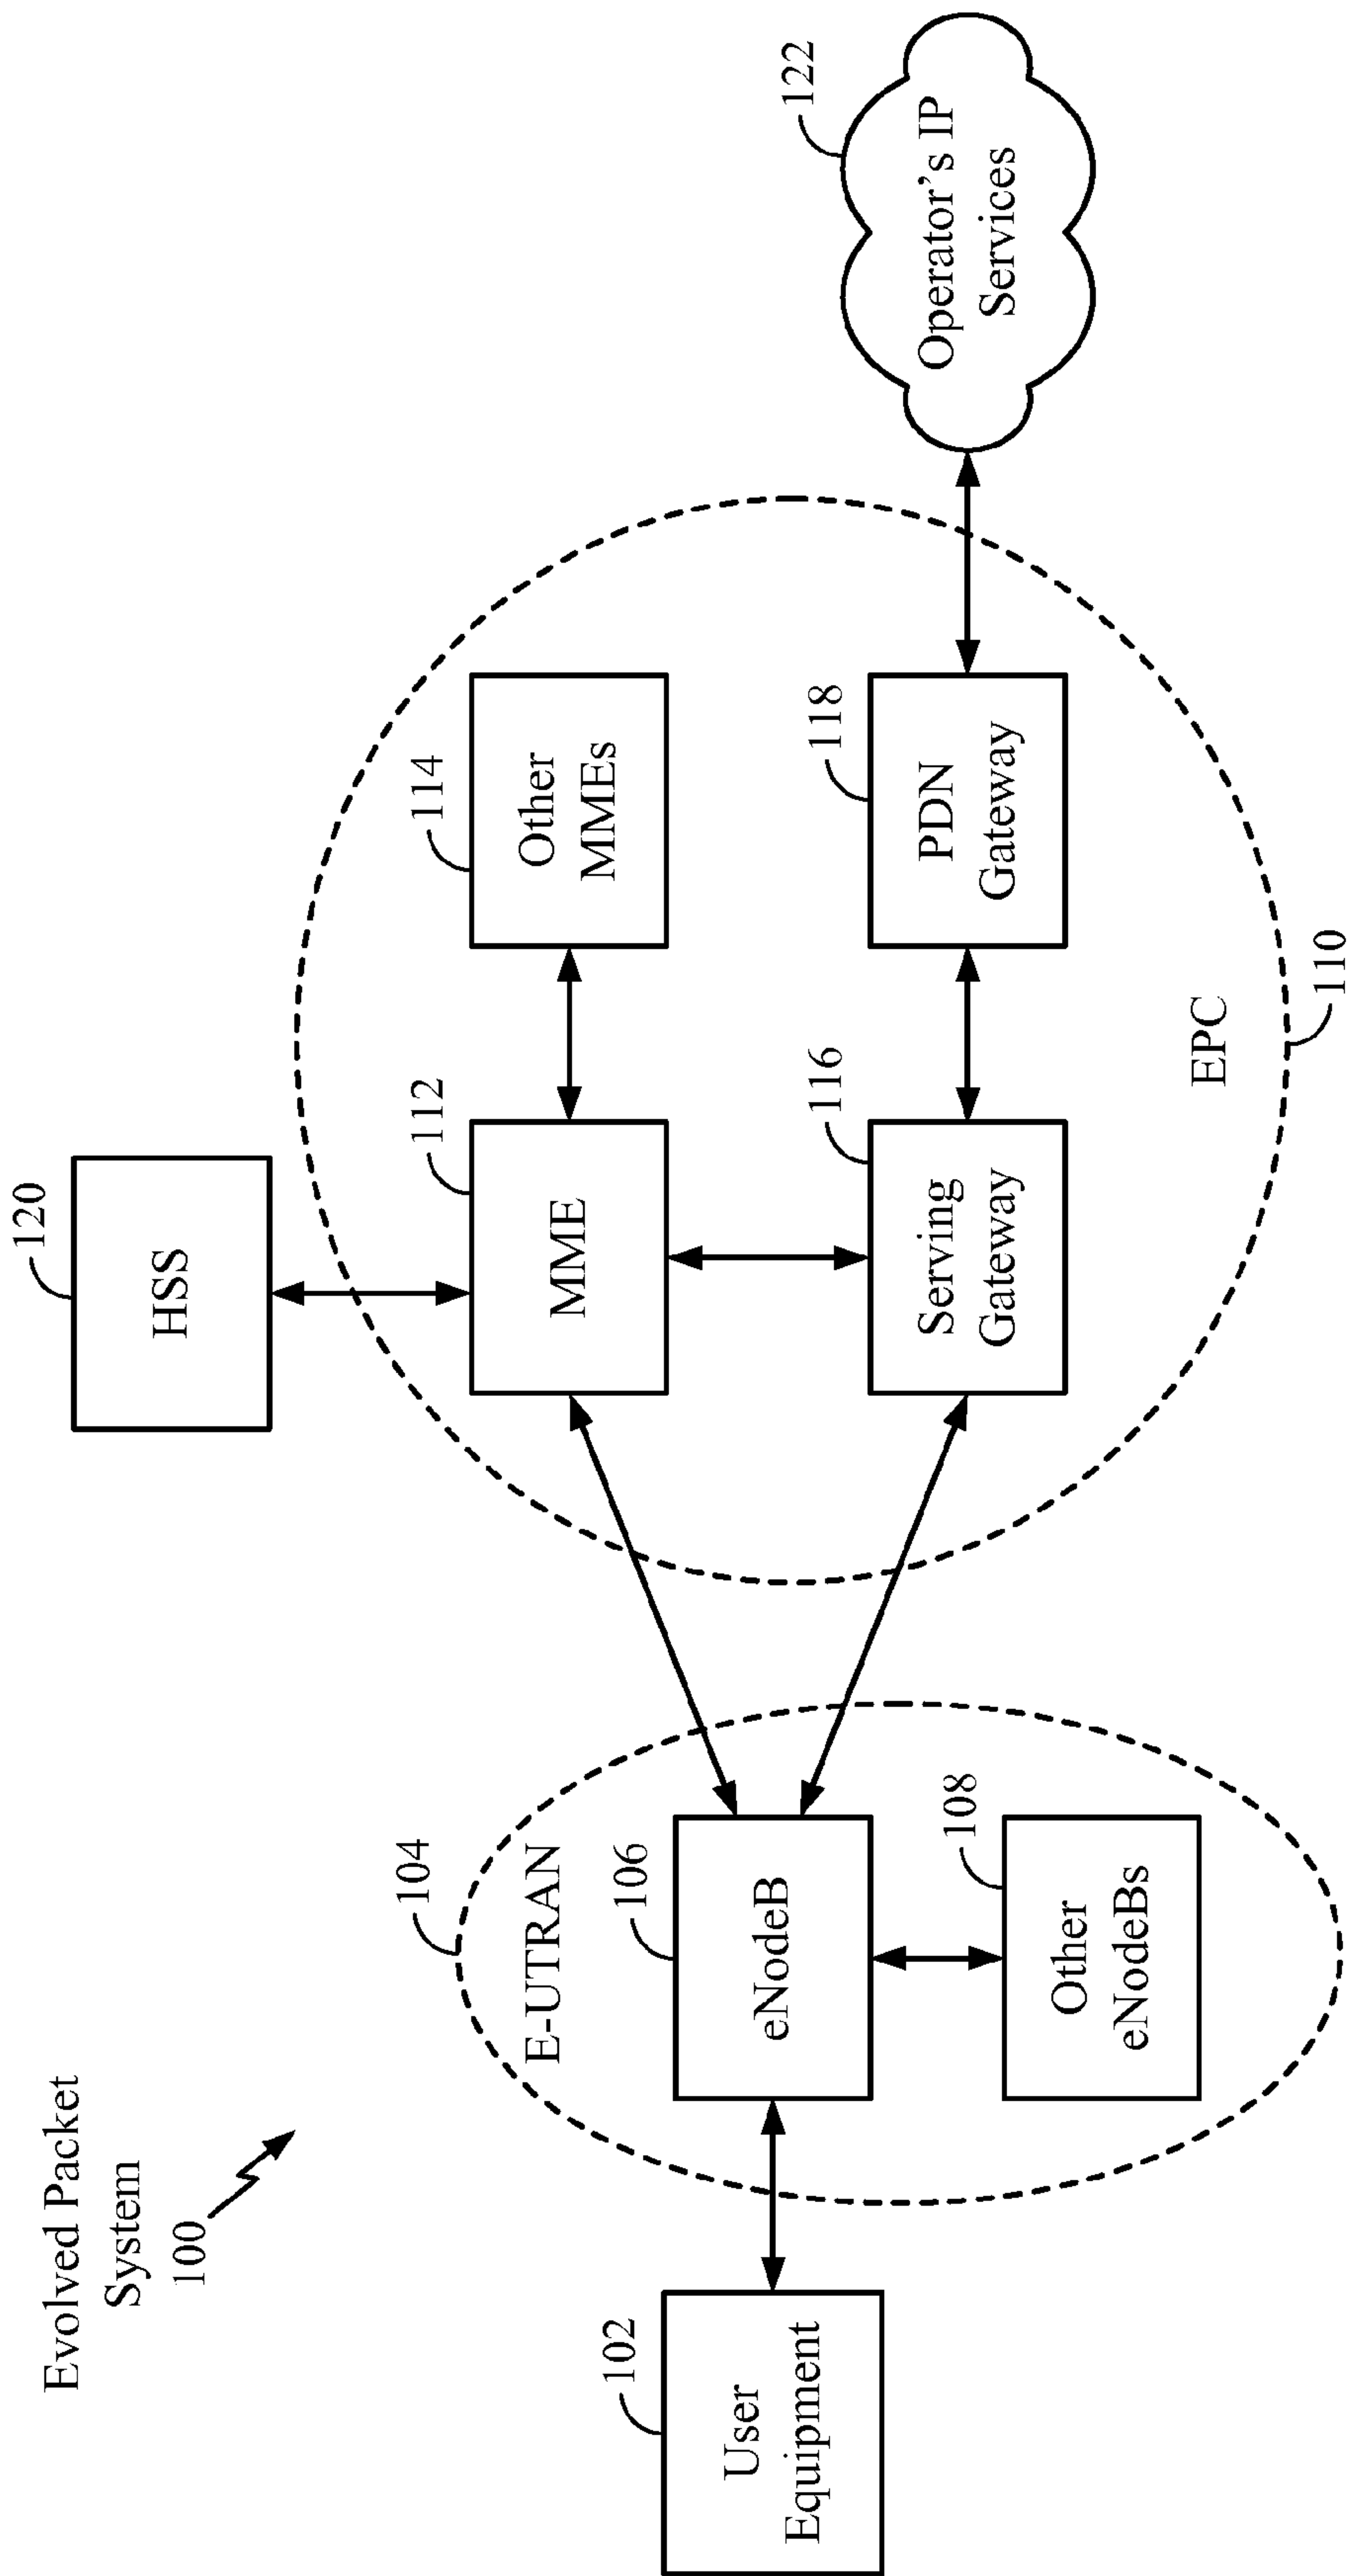 Evolved Packet
System
100
120
HSS
104
E-UTRAN
112
MME
114
Other
MMEs
102
User
Equipment
106
eNodeB
108
Other
eNodeBs
116
Serving
Gateway
118
PDN
Gateway
122
Operator's IP
Services
EPC
110